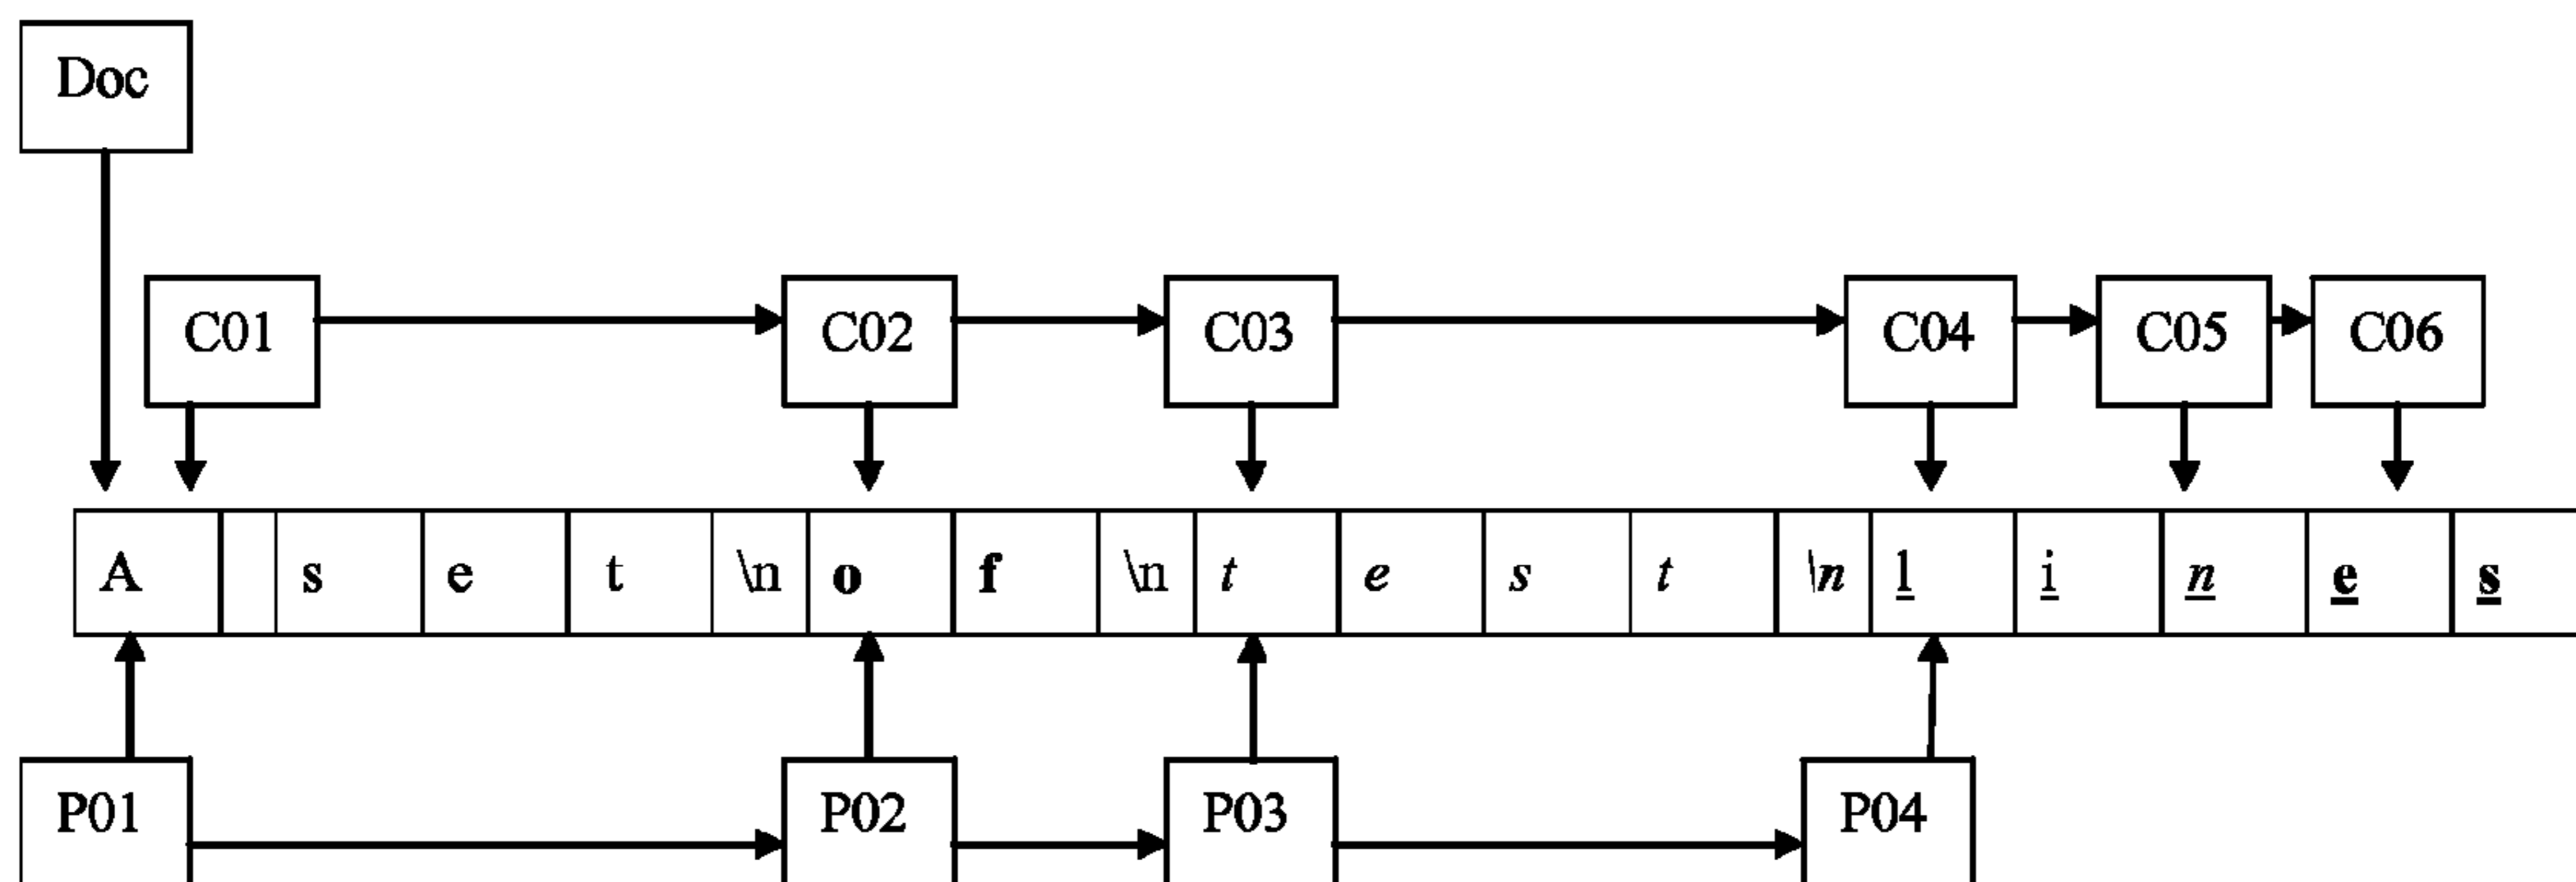 Doc
C01 C02 C03 C04 C05 C06
A s e t \n o f \n t e s t \n l i n e s
P01 P02 P03 P04